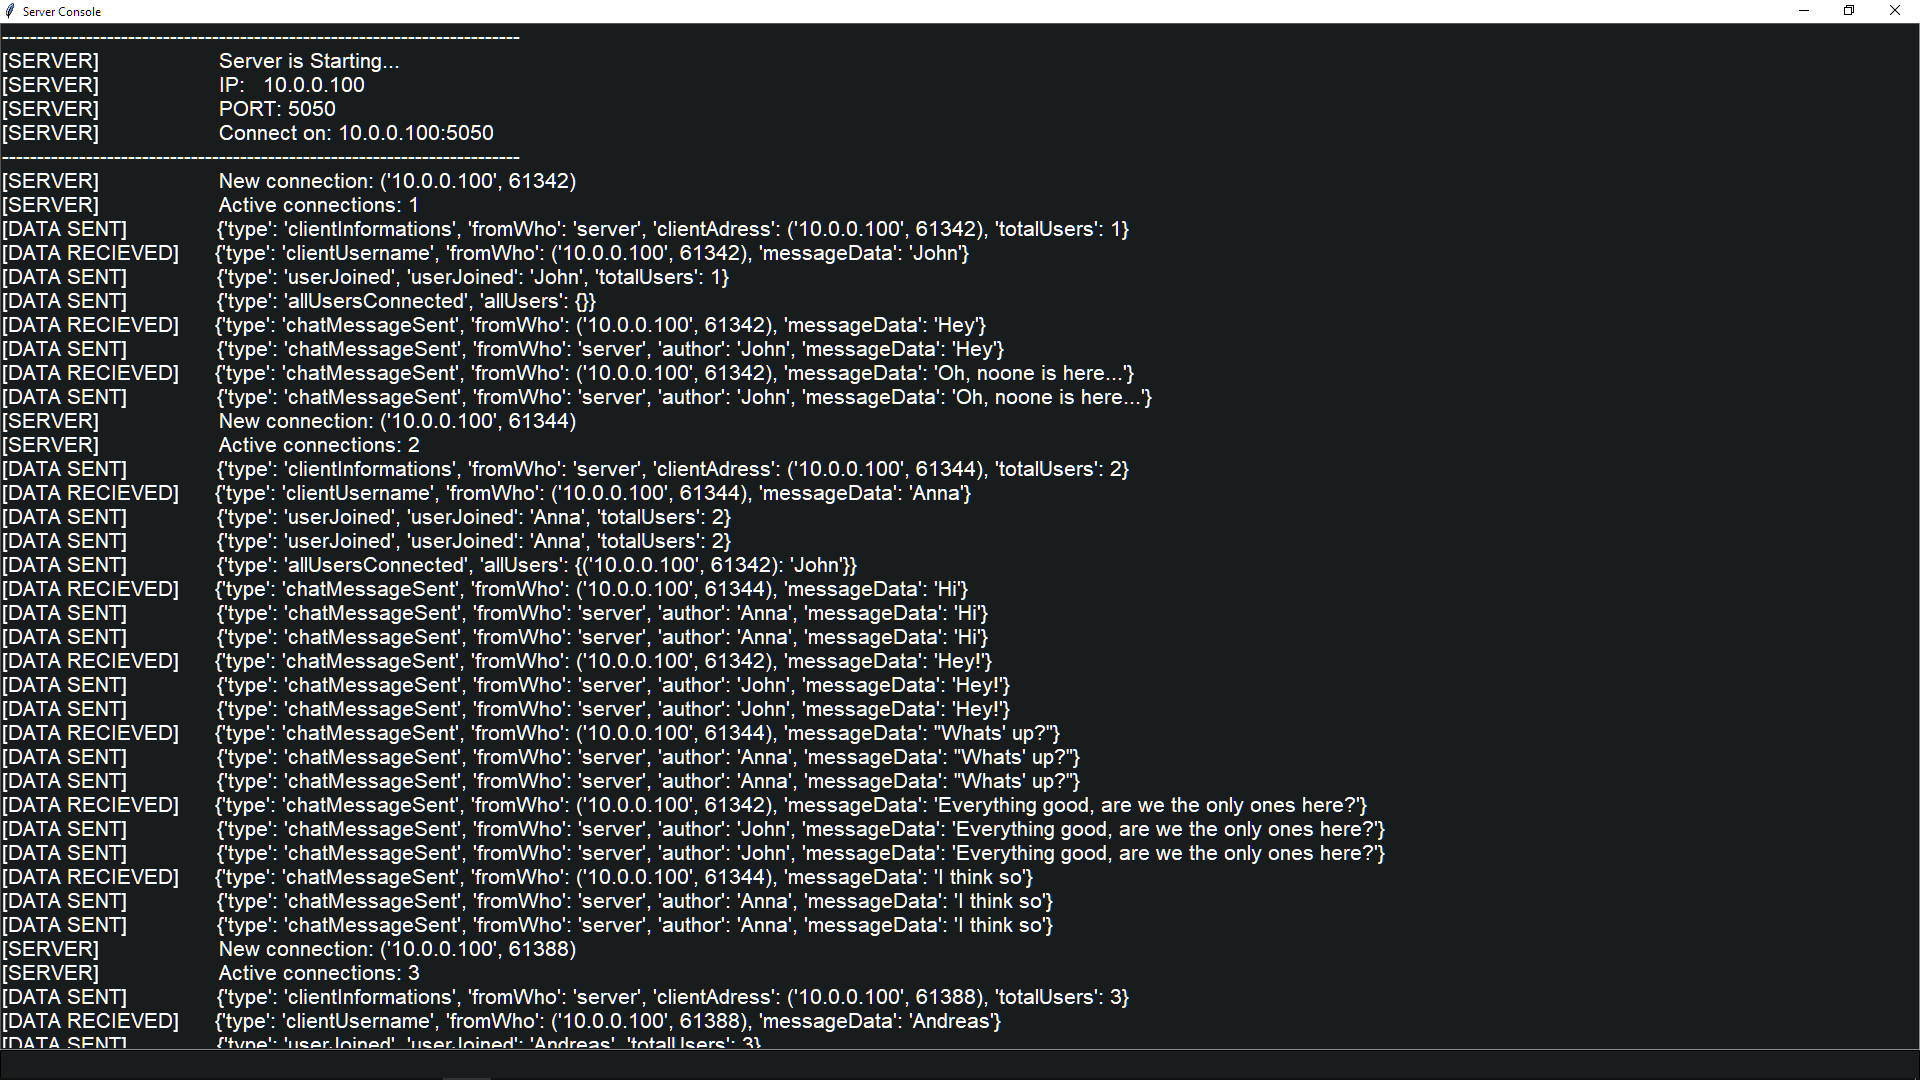 Server Console
--------------------------------------------------------------------------
[SERVER] Server is Starting...
[SERVER] IP: 10.0.0.100
[SERVER] PORT: 5050
[SERVER] Connect on: 10.0.0.100:5050
--------------------------------------------------------------------------
[SERVER] New connection: ('10.0.0.100', 61342)
[SERVER] Active connections: 1
[DATA SENT] {'type': 'clientInformations', 'fromWho': 'server', 'clientAdress': ('10.0.0.100', 61342), 'totalUsers': 1}
[DATA RECIEVED] {'type': 'clientUsername', 'fromWho': ('10.0.0.100', 61342), 'messageData': 'John'}
[DATA SENT] {'type': 'userJoined', 'userJoined': 'John', 'totalUsers': 1}
[DATA SENT] {'type': 'allUsersConnected', 'allUsers': {}}
[DATA RECIEVED] {'type': 'chatMessageSent', 'fromWho': ('10.0.0.100', 61342), 'messageData': 'Hey'}
[DATA SENT] {'type': 'chatMessageSent', 'fromWho': 'server', 'author': 'John', 'messageData': 'Hey'}
[DATA RECIEVED] {'type': 'chatMessageSent', 'fromWho': ('10.0.0.100', 61342), 'messageData': 'Oh, noone is here...'}
[DATA SENT] {'type': 'chatMessageSent', 'fromWho': 'server', 'author': 'John', 'messageData': 'Oh, noone is here...'}
[SERVER] New connection: ('10.0.0.100', 61344)
[SERVER] Active connections: 2
[DATA SENT] {'type': 'clientInformations', 'fromWho': 'server', 'clientAdress': ('10.0.0.100', 61344), 'totalUsers': 2}
[DATA RECIEVED] {'type': 'clientUsername', 'fromWho': ('10.0.0.100', 61344), 'messageData': 'Anna'}
[DATA SENT] {'type': 'userJoined', 'userJoined': 'Anna', 'totalUsers': 2}
[DATA SENT] {'type': 'userJoined', 'userJoined': 'Anna', 'totalUsers': 2}
[DATA SENT] {'type': 'allUsersConnected', 'allUsers': {('10.0.0.100', 61342): 'John'}}
[DATA RECIEVED] {'type': 'chatMessageSent', 'fromWho': ('10.0.0.100', 61344), 'messageData': 'Hi'}
[DATA SENT] {'type': 'chatMessageSent', 'fromWho': 'server', 'author': 'Anna', 'messageData': 'Hi'}
[DATA SENT] {'type': 'chatMessageSent', 'fromWho': 'server', 'author': 'Anna', 'messageData': 'Hi'}
[DATA RECIEVED] {'type': 'chatMessageSent', 'fromWho': ('10.0.0.100', 61342), 'messageData': 'Hey!'}
[DATA SENT] {'type': 'chatMessageSent', 'fromWho': 'server', 'author': 'John', 'messageData': 'Hey!'}
[DATA SENT] {'type': 'chatMessageSent', 'fromWho': 'server', 'author': 'John', 'messageData': 'Hey!'}
[DATA RECIEVED] {'type': 'chatMessageSent', 'fromWho': ('10.0.0.100', 61344), 'messageData': "Whats' up?"}
[DATA SENT] {'type': 'chatMessageSent', 'fromWho': 'server', 'author': 'Anna', 'messageData': "Whats' up?"}
[DATA SENT] {'type': 'chatMessageSent', 'fromWho': 'server', 'author': 'Anna', 'messageData': "Whats' up?"}
[DATA RECIEVED] {'type': 'chatMessageSent', 'fromWho': ('10.0.0.100', 61342), 'messageData': 'Everything good, are we the only ones here?'}
[DATA SENT] {'type': 'chatMessageSent', 'fromWho': 'server', 'author': 'John', 'messageData': 'Everything good, are we the only ones here?'}
[DATA SENT] {'type': 'chatMessageSent', 'fromWho': 'server', 'author': 'John', 'messageData': 'Everything good, are we the only ones here?'}
[DATA RECIEVED] {'type': 'chatMessageSent', 'fromWho': ('10.0.0.100', 61344), 'messageData': 'I think so'}
[DATA SENT] {'type': 'chatMessageSent', 'fromWho': 'server', 'author': 'Anna', 'messageData': 'I think so'}
[DATA SENT] {'type': 'chatMessageSent', 'fromWho': 'server', 'author': 'Anna', 'messageData': 'I think so'}
[SERVER] New connection: ('10.0.0.100', 61388)
[SERVER] Active connections: 3
[DATA SENT] {'type': 'clientInformations', 'fromWho': 'server', 'clientAdress': ('10.0.0.100', 61388), 'totalUsers': 3}
[DATA RECIEVED] {'type': 'clientUsername', 'fromWho': ('10.0.0.100', 61388), 'messageData': 'Andreas'}
[DATA SENT] {'type': 'userJoined', 'userJoined': 'Andreas', 'totalUsers': 3}